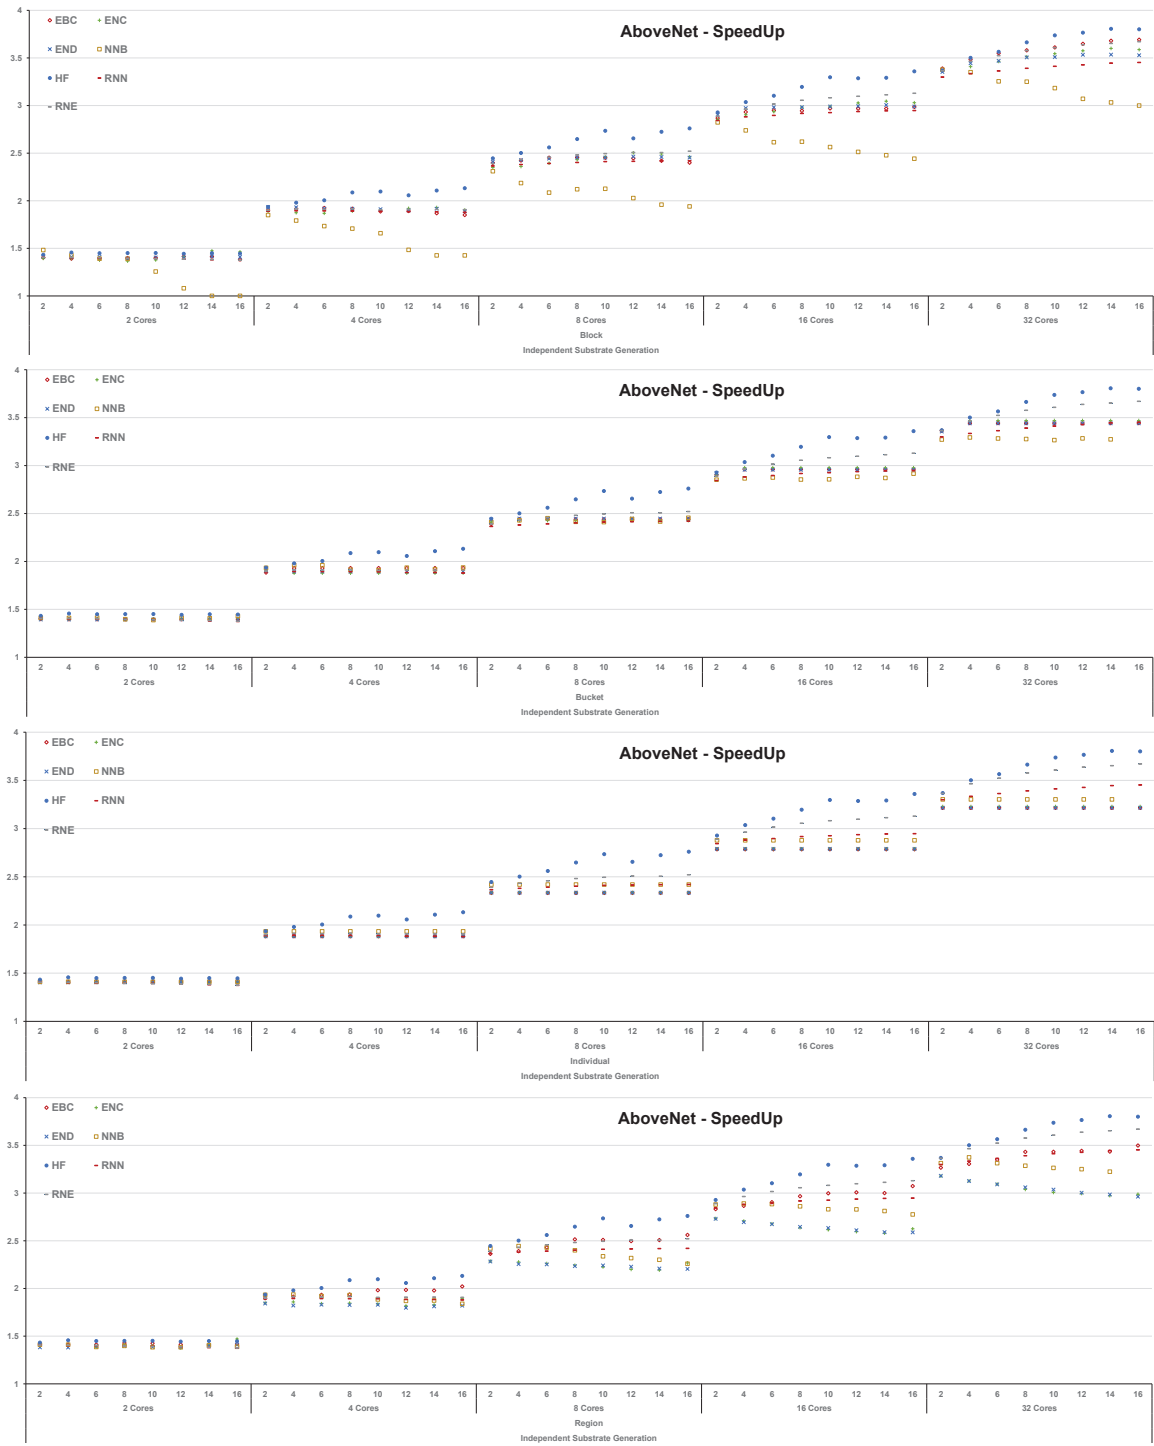 AboveNet - SpeedUp
EBC ENC
END NNB
HF RNN
RNE
4
3.5
3
2.5
2
1.5
1
2 4 6 8 10 12 14 16 2 4 6 8 10 12 14 16 2 4 6 8 10 12 14 16 2 4 6 8 10 12 14 16 2 4 6 8 10 12 14 16
2 Cores 4 Cores 8 Cores 16 Cores 32 Cores
Block
Independent Substrate Generation
AboveNet - SpeedUp
EBC ENC
END NNB
HF RNN
RNE
4
3.5
3
2.5
2
1.5
1
2 4 6 8 10 12 14 16 2 4 6 8 10 12 14 16 2 4 6 8 10 12 14 16 2 4 6 8 10 12 14 16 2 4 6 8 10 12 14 16
2 Cores 4 Cores 8 Cores 16 Cores 32 Cores
Bucket
Independent Substrate Generation
AboveNet - SpeedUp
EBC ENC
END NNB
HF RNN
RNE
4
3.5
3
2.5
2
1.5
1
2 4 6 8 10 12 14 16 2 4 6 8 10 12 14 16 2 4 6 8 10 12 14 16 2 4 6 8 10 12 14 16 2 4 6 8 10 12 14 16
2 Cores 4 Cores 8 Cores 16 Cores 32 Cores
Individual
Independent Substrate Generation
AboveNet - SpeedUp
EBC ENC
END NNB
HF RNN
RNE
4
3.5
3
2.5
2
1.5
1
2 4 6 8 10 12 14 16 2 4 6 8 10 12 14 16 2 4 6 8 10 12 14 16 2 4 6 8 10 12 14 16 2 4 6 8 10 12 14 16
2 Cores 4 Cores 8 Cores 16 Cores 32 Cores
Region
Independent Substrate Generation